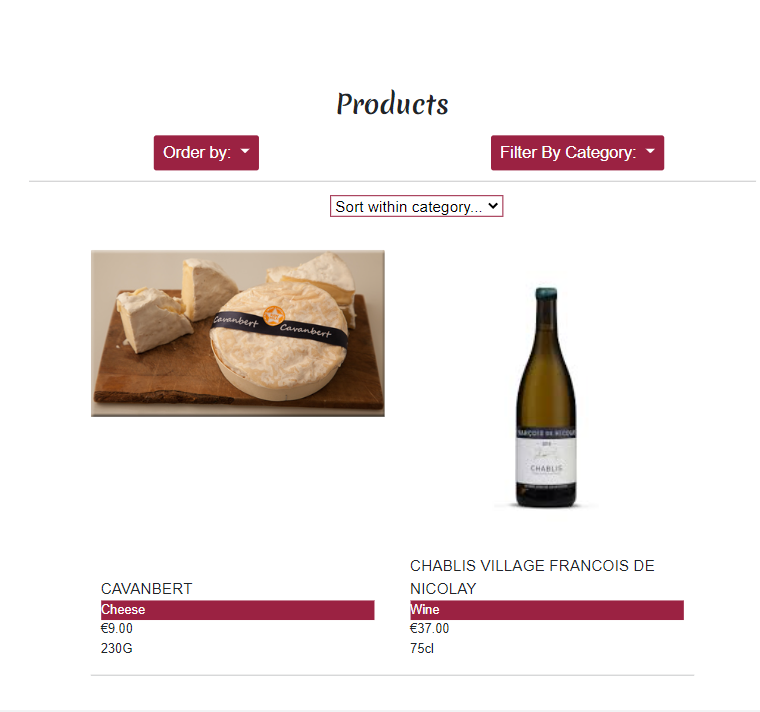 Products
Order by:
Filter By Category:
Sort within category...
Cavanbert
Cavanbert
FRANÇOIS DE NICOLAY
CHABLIS
CAVANBERT
Cheese
€9.00
230G
CHABLIS VILLAGE FRANCOIS DE
NICOLAY
Wine
€37.00
75cl